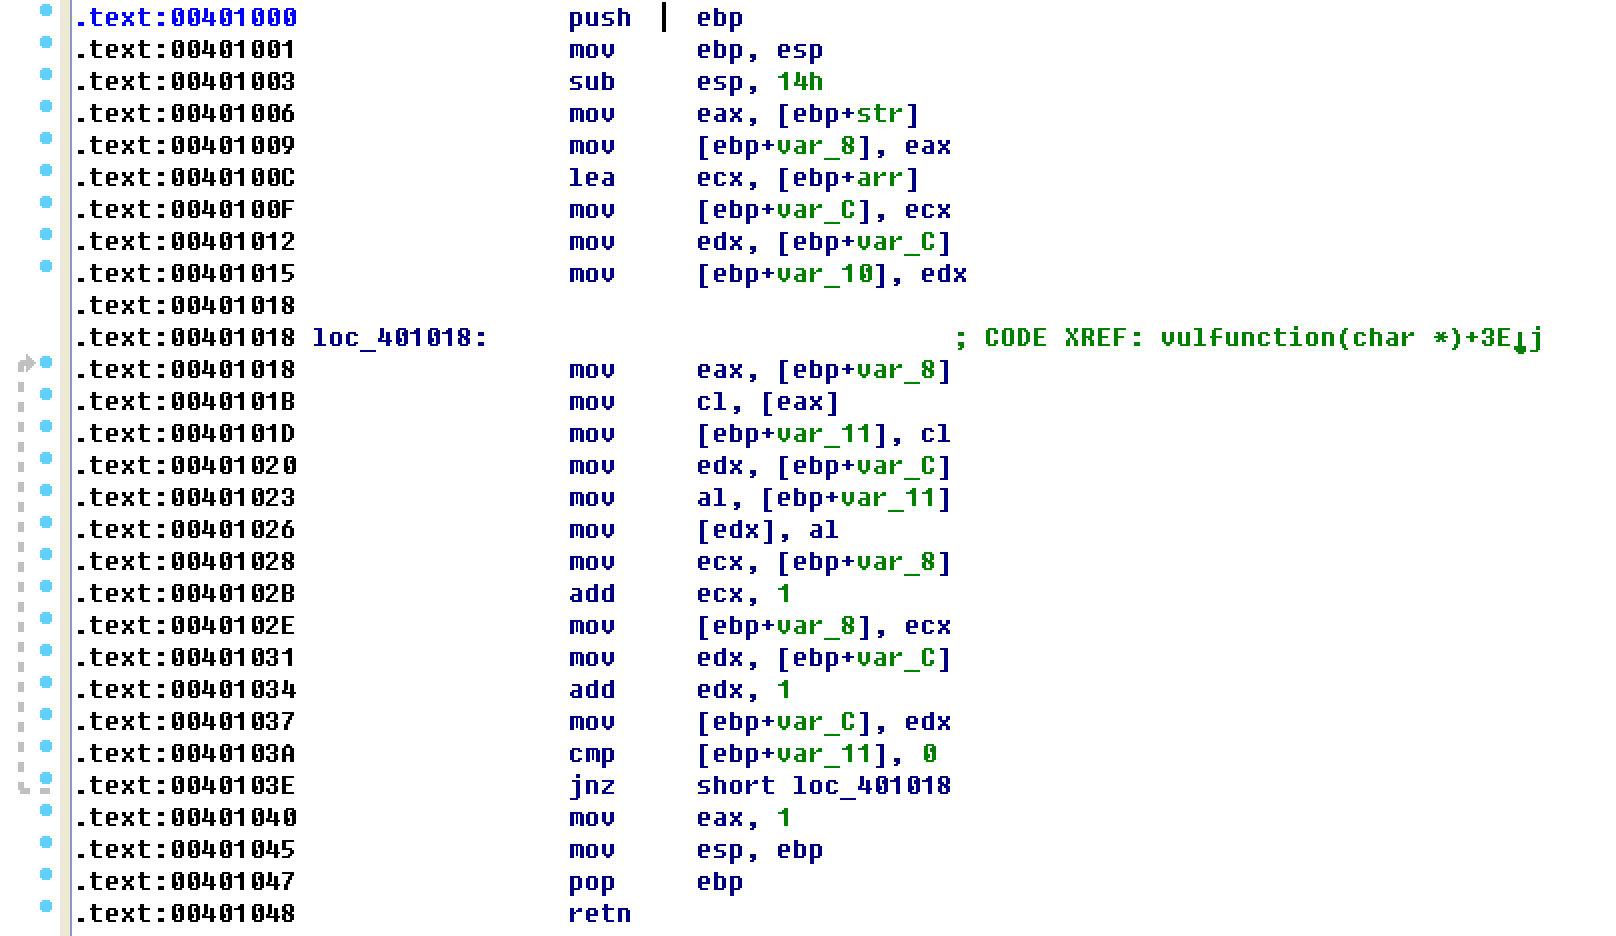 .text:00401000 push ebp
.text:00401001 mov ebp, esp
.text:00401003 sub esp, 14h
.text:00401006 mov eax, [ebp+str]
.text:00401009 mov [ebp+var_8], eax
.text:0040100C lea ecx, [ebp+arr]
.text:0040100F mov [ebp+var_C], ecx
.text:00401012 mov edx, [ebp+var_C]
.text:00401015 mov [ebp+var_10], edx
.text:00401018
.text:00401018 loc_401018: ; CODE XREF: vulfunction(char *)+3E↓j
.text:00401018 mov eax, [ebp+var_8]
.text:0040101B mov cl, [eax]
.text:0040101D mov [ebp+var_11], cl
.text:00401020 mov edx, [ebp+var_C]
.text:00401023 mov al, [ebp+var_11]
.text:00401026 mov [edx], al
.text:00401028 mov ecx, [ebp+var_8]
.text:0040102B add ecx, 1
.text:0040102E mov [ebp+var_8], ecx
.text:00401031 mov edx, [ebp+var_C]
.text:00401034 add edx, 1
.text:00401037 mov [ebp+var_C], edx
.text:0040103A cmp [ebp+var_11], 0
.text:0040103E jnz short loc_401018
.text:00401040 mov eax, 1
.text:00401045 mov esp, ebp
.text:00401047 pop ebp
.text:00401048 retn